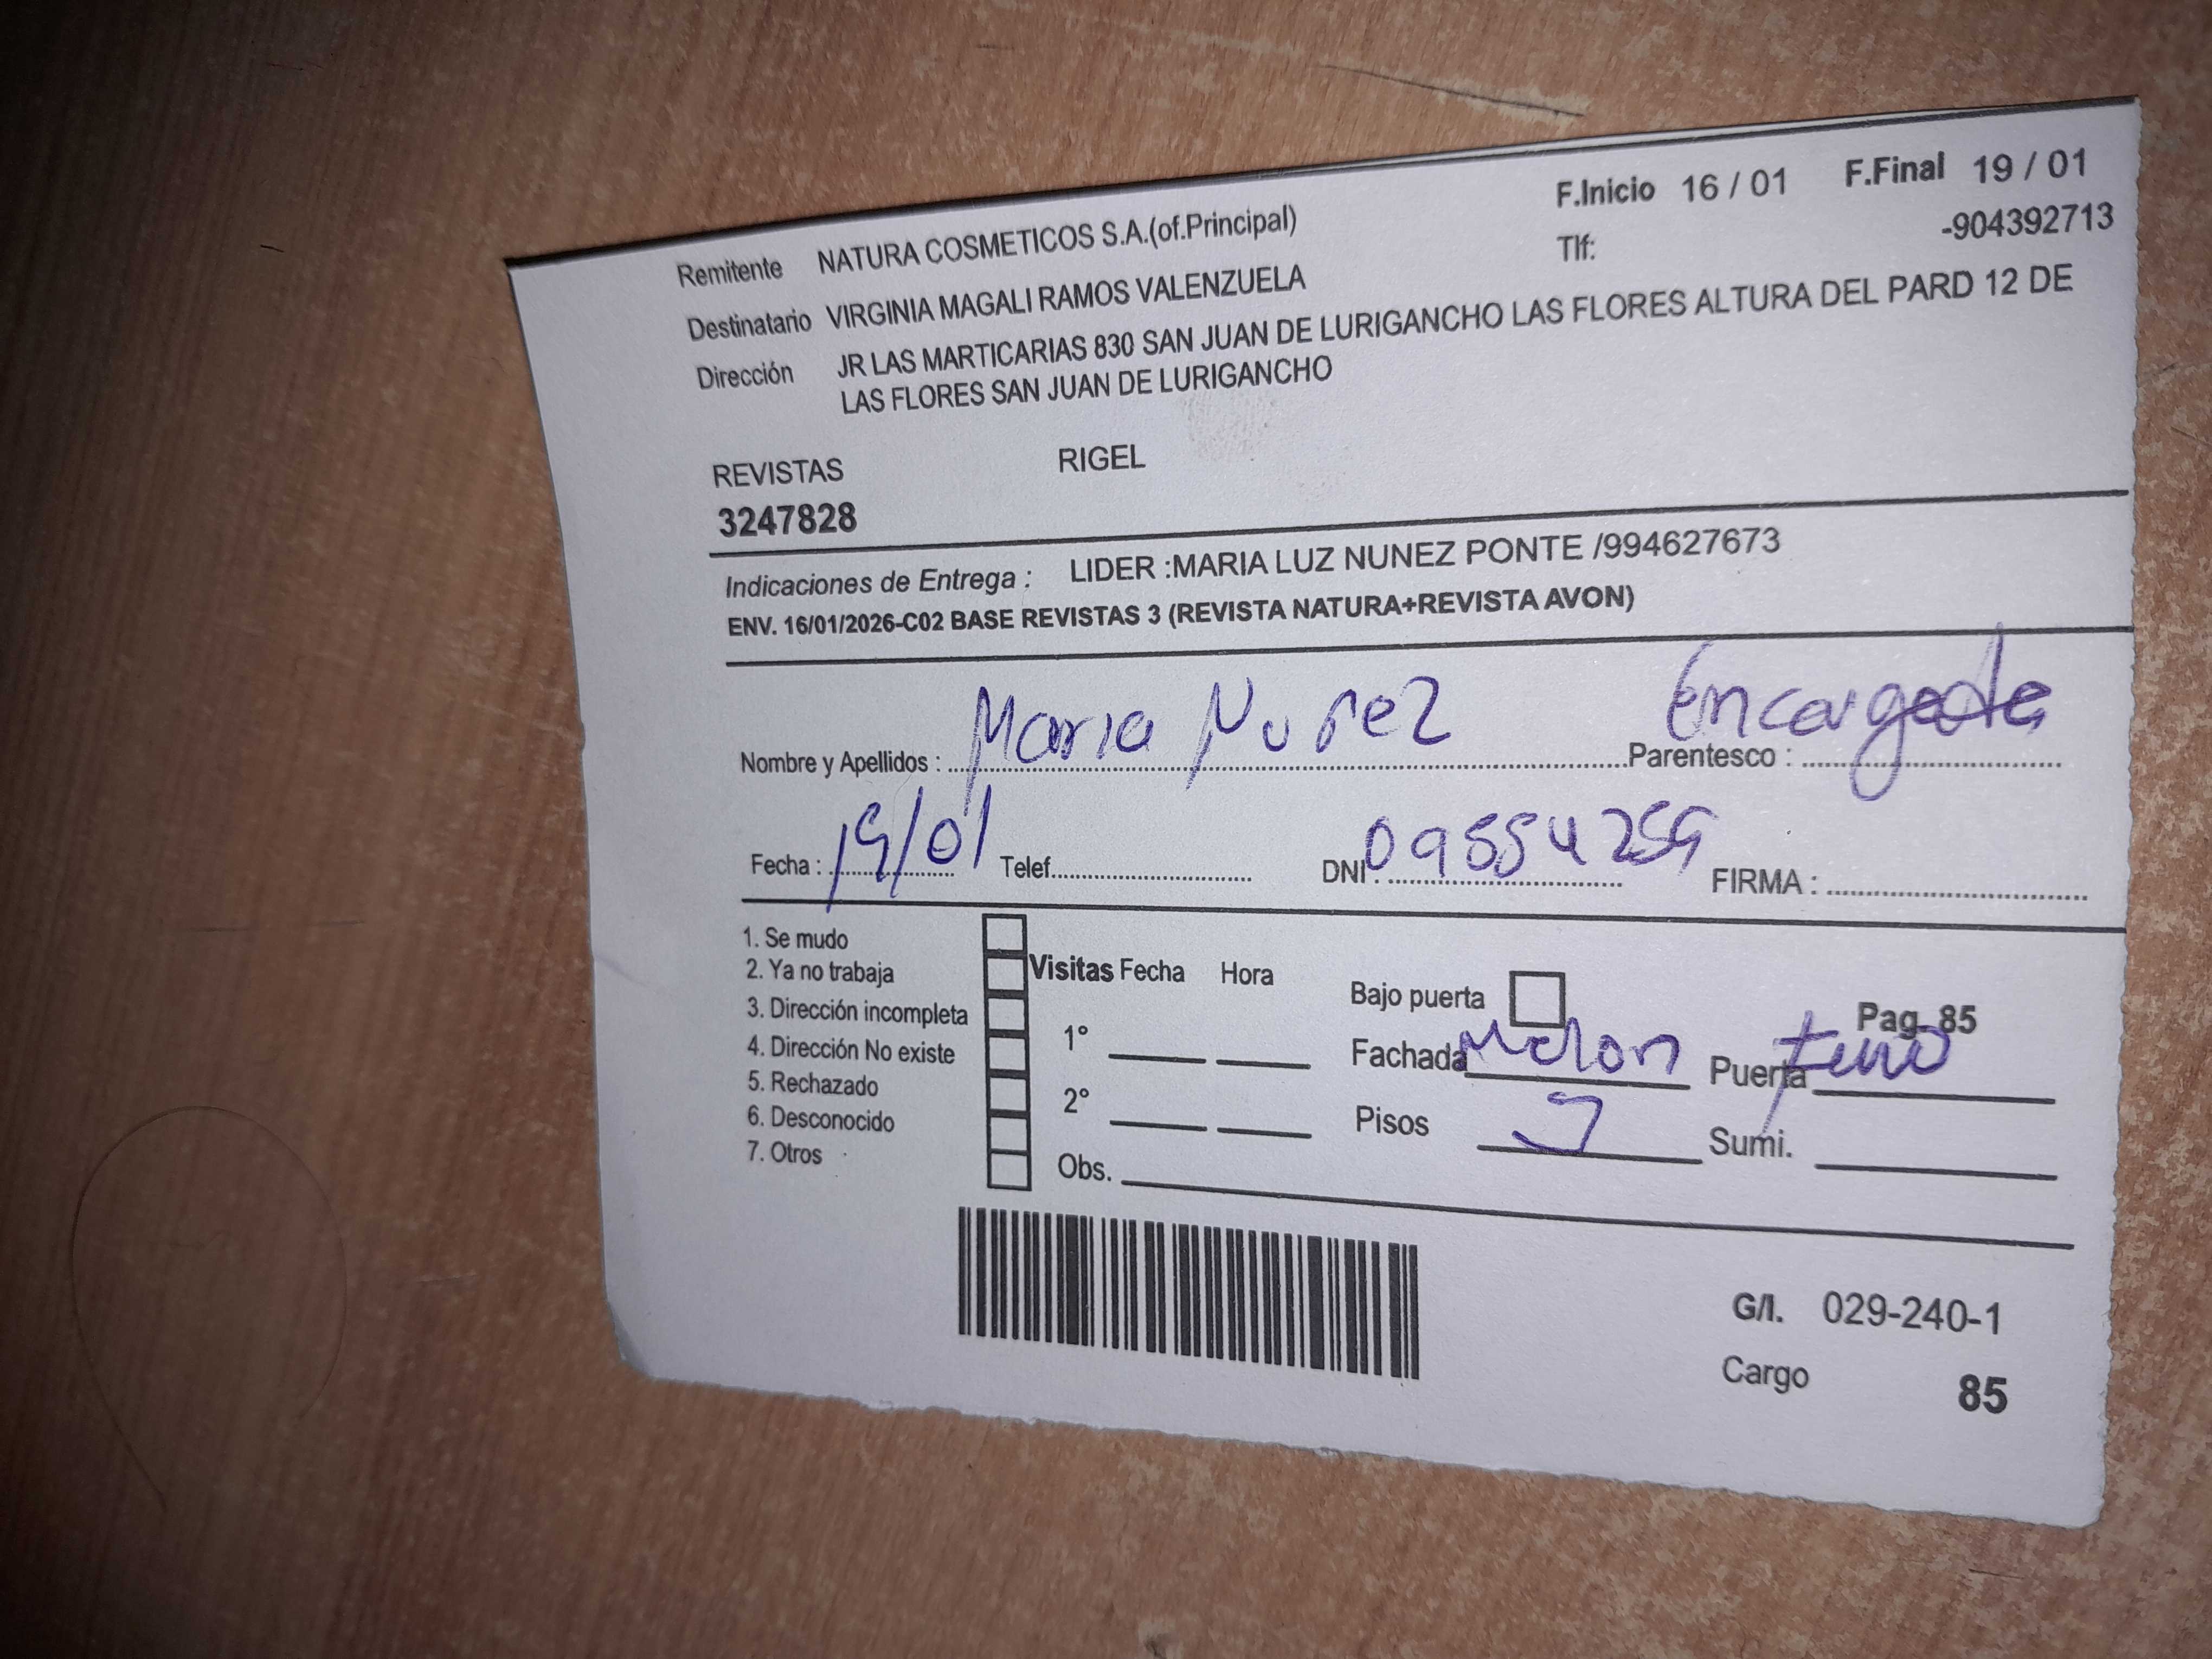 F.Inicio 16 / 01 F.Final 19 / 01
Remitente NATURA COSMETICOS S.A.(of.Principal) Tlf: -904392713
Destinatario VIRGINIA MAGALI RAMOS VALENZUELA
Dirección JR LAS MARTICARIAS 830 SAN JUAN DE LURIGANCHO LAS FLORES ALTURA DEL PARD 12 DE
LAS FLORES SAN JUAN DE LURIGANCHO
REVISTAS RIGEL
3247828
Indicaciones de Entrega : LIDER :MARIA LUZ NUNEZ PONTE /994627673
ENV. 16/01/2026-C02 BASE REVISTAS 3 (REVISTA NATURA+REVISTA AVON)
Nombre y Apellidos : Maria Nuñez Parentesco : Encargada
Fecha : 19/01 Telef. DNI : 09554259 FIRMA :
1. Se mudo
2. Ya no trabaja Visitas Fecha Hora Bajo puerta Pag. 85
3. Dirección incompleta 1° Fachada Melon Puerta
4. Dirección No existe
5. Rechazado 2° Pisos Sumi.
6. Desconocido
7. Otros Obs.
G/l. 029-240-1
Cargo 85